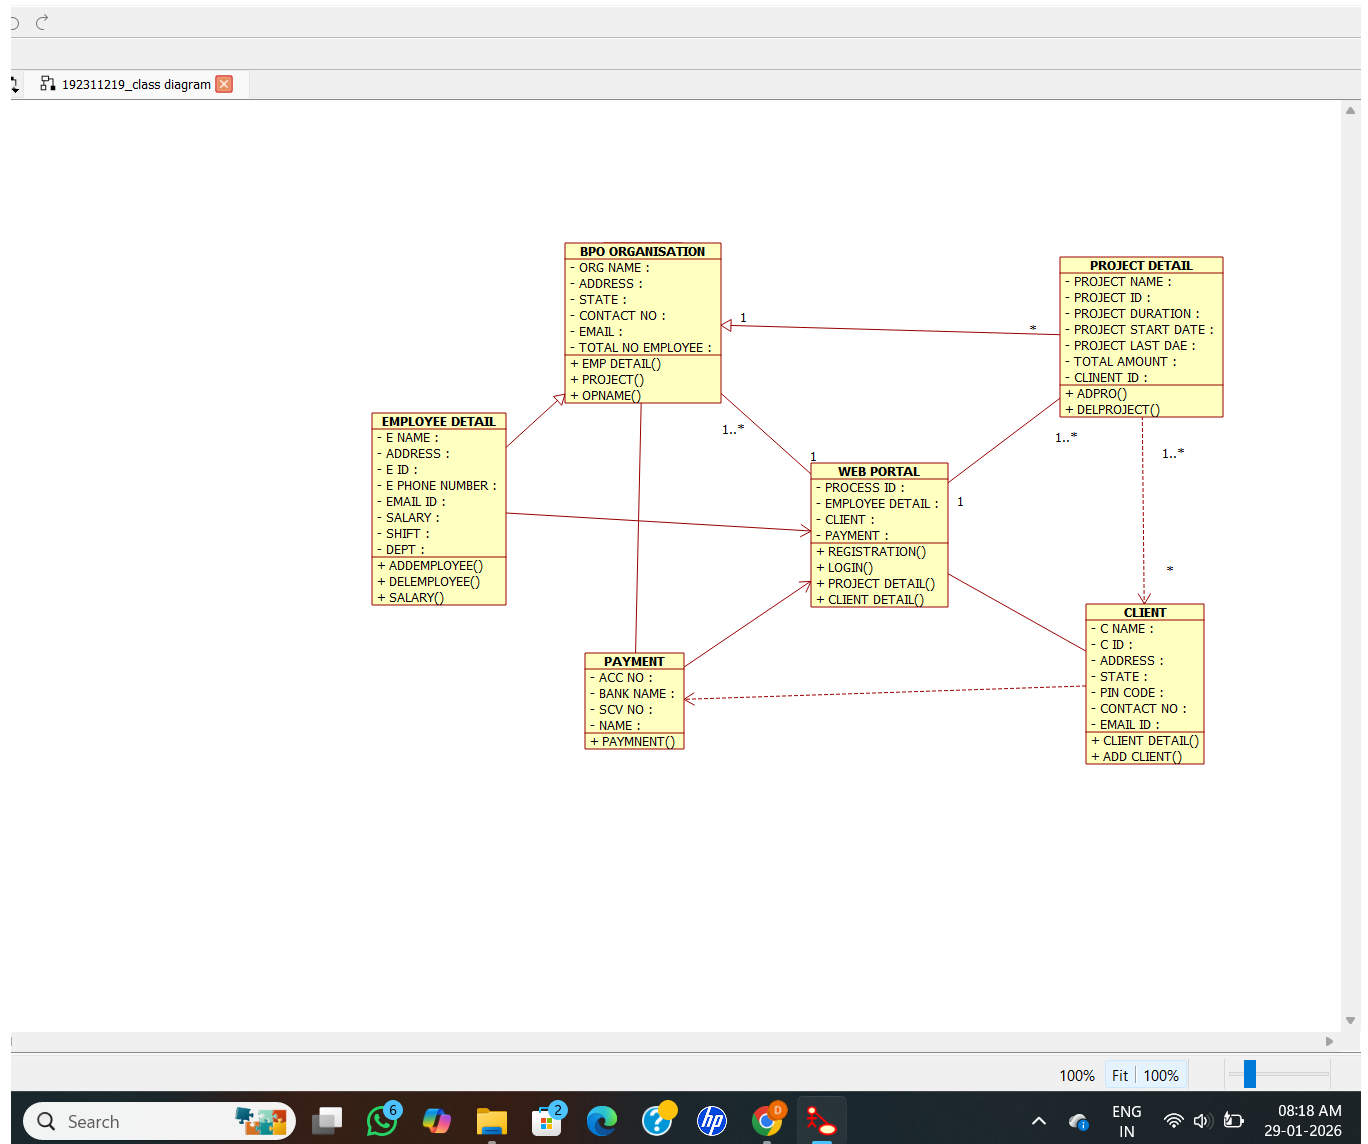 192311219_class diagram
BPO ORGANISATION
- ORG NAME :
- ADDRESS :
- STATE :
- CONTACT NO :
- EMAIL :
- TOTAL NO EMPLOYEE :
+ EMP DETAIL()
+ PROJECT()
+ OPNAME()
PROJECT DETAIL
- PROJECT NAME :
- PROJECT ID :
- PROJECT DURATION :
- PROJECT START DATE :
- PROJECT LAST DAE :
- TOTAL AMOUNT :
- CLINENT ID :
+ ADPRO()
+ DELPROJECT()
1
*
EMPLOYEE DETAIL
- E NAME :
- ADDRESS :
- E ID :
- E PHONE NUMBER :
- EMAIL ID :
- SALARY :
- SHIFT :
- DEPT :
+ ADDEMPLOYEE()
+ DELEMPLOYEE()
+ SALARY()
1..*
1
1..*
1
1..*
*
WEB PORTAL
- PROCESS ID :
- EMPLOYEE DETAIL :
- CLIENT :
- PAYMENT :
+ REGISTRATION()
+ LOGIN()
+ PROJECT DETAIL()
+ CLIENT DETAIL()
PAYMENT
- ACC NO :
- BANK NAME :
- SCV NO :
- NAME :
+ PAYMNENT()
CLIENT
- C NAME :
- C ID :
- ADDRESS :
- STATE :
- PIN CODE :
- CONTACT NO :
- EMAIL ID :
+ CLIENT DETAIL()
+ ADD CLIENT()
100% Fit 100%
Search
6
2
?
hp
D
ENG
IN
08:18 AM
29-01-2026